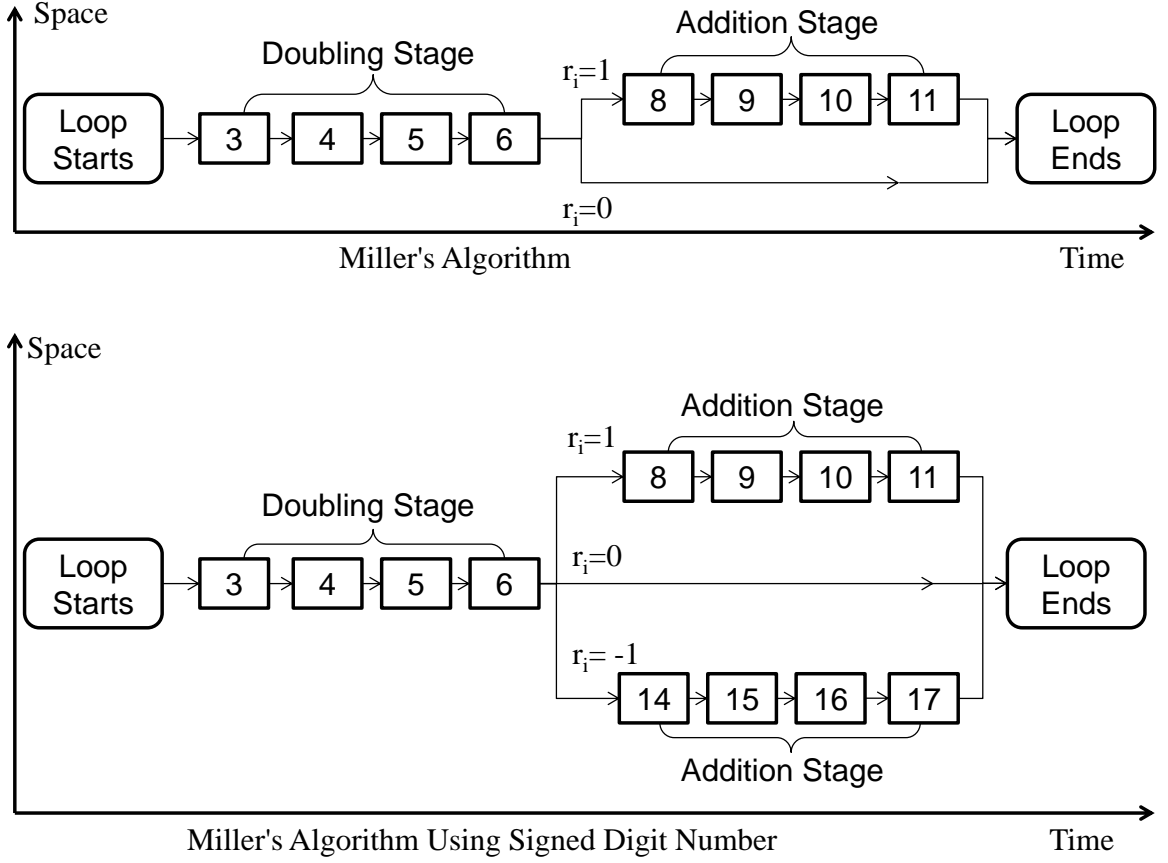 Space
Doubling Stage
Addition Stage
r_i=1
Loop
Starts
3
4
5
6
8
9
10
11
Loop
Ends
r_i=0
Miller's Algorithm
Time
Space
Addition Stage
r_i=1
8
9
10
11
Doubling Stage
r_i=0
Loop
Starts
3
4
5
6
Loop
Ends
r_i= -1
14
15
16
17
Addition Stage
Miller's Algorithm Using Signed Digit Number
Time